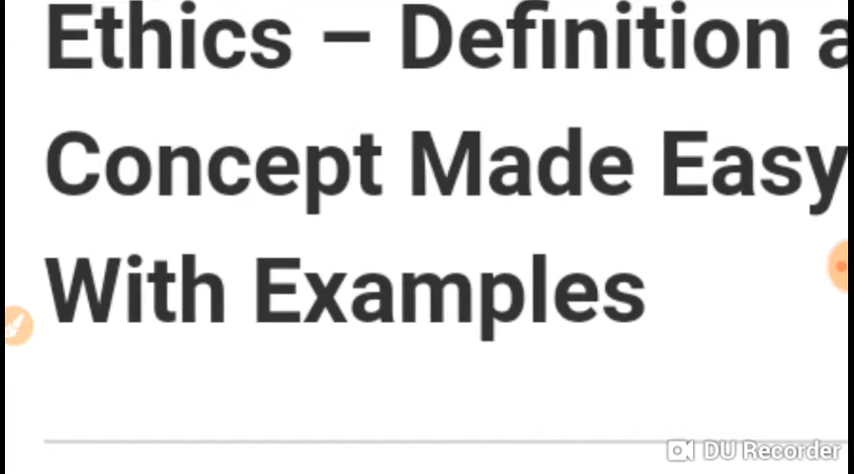 Ethics – Definition a
Concept Made Easy
With Examples
DU Recorder